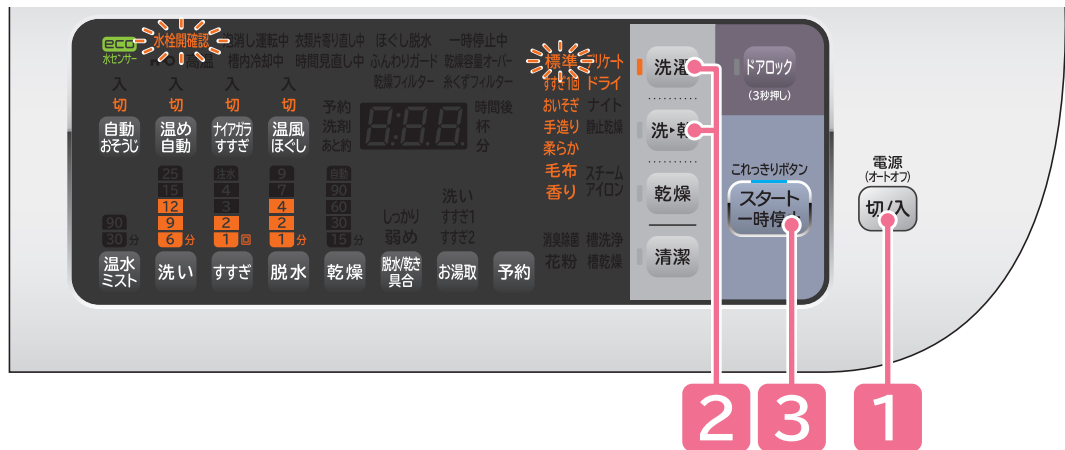 eco
水センサー
水栓開確認 泡消し運転中 衣類片寄り直し中 ほぐし脱水 一時停止中
高温 槽内冷却中 時間見直し中 ふんわりガード 乾燥容量オーバー
乾燥フィルター 糸くずフィルター
入 入 入 入
切 切 切 切
自動おそうじ
温め自動
ナイアガラすすぎ
温風ほぐし
予約
洗剤
あと約
8:88
時間後
杯
分
90
30分
25
15
12
9
6分
注水
4
3
2
1回
9
7
4
2
1分
自動
90
60
30
15分
しっかり
弱め
洗い
すすぎ1
すすぎ2
温水ミスト
洗い
すすぎ
脱水
乾燥
脱水/乾き具合
お湯取
予約
標準 デリケート
すすぎ1回 ドライ
おいそぎ ナイト
手造り 静止乾燥
柔らか
毛布 スチーム
香り アイロン
消臭除菌 槽洗浄
花粉 槽乾燥
洗濯
洗▸乾
乾燥
清潔
ドアロック
(3秒押し)
これっきりボタン
スタート
一時停止
電源
(オートオフ)
切/入
2
3
1